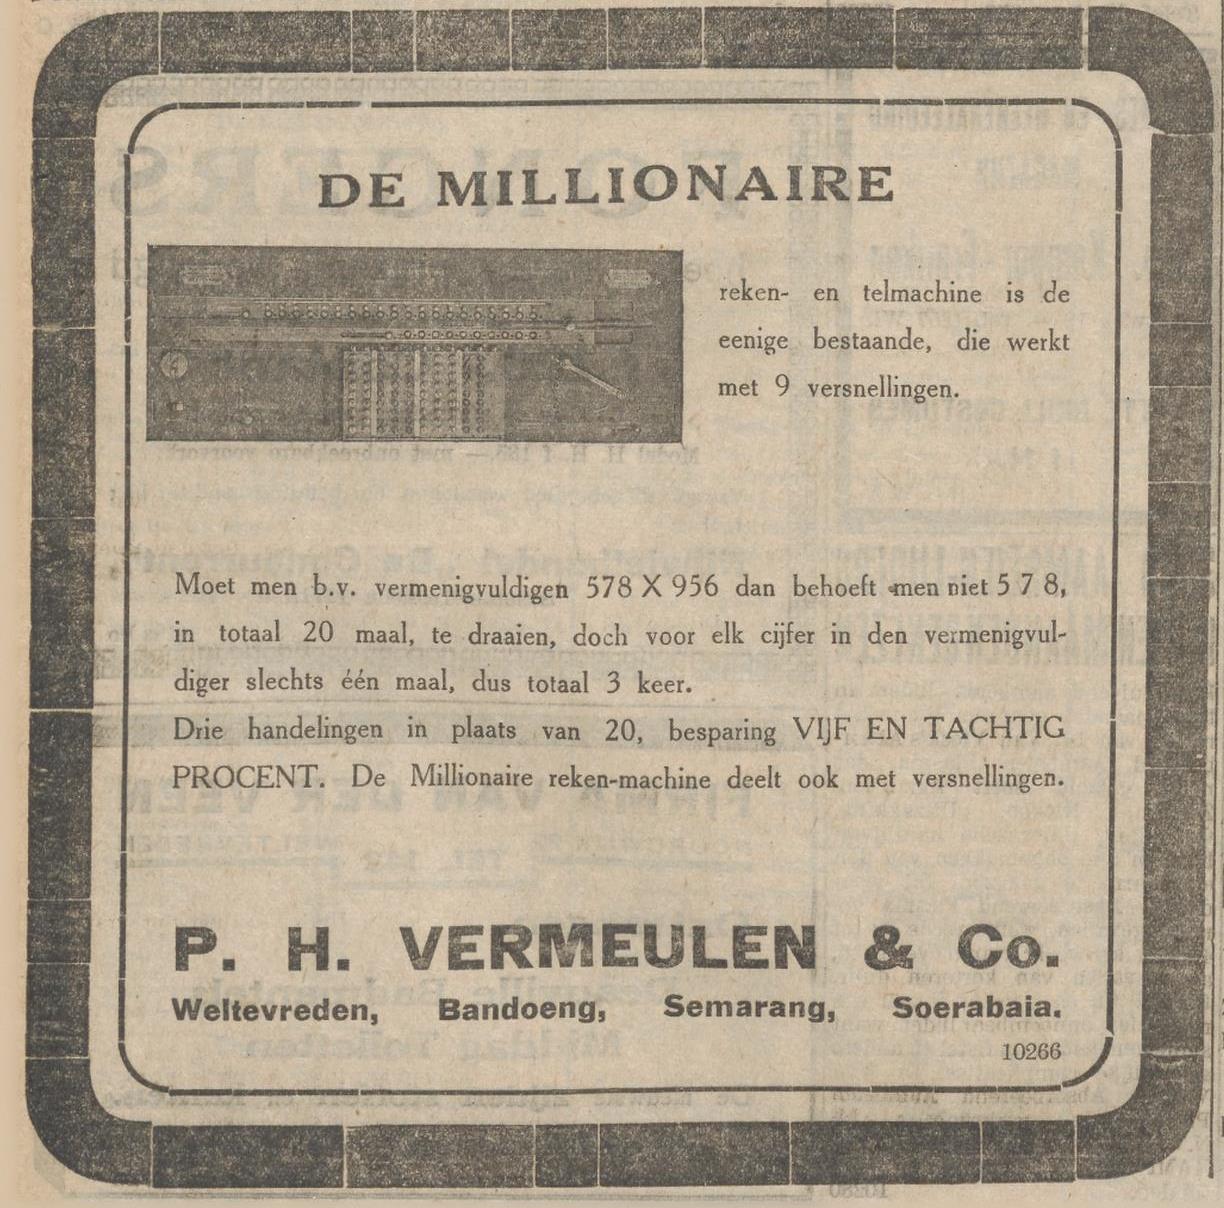 DE MILLIONAIRE
reken- en telmachine is de
eenige bestaande, die werkt
met 9 versnellingen.
Moet men b.v. vermenigvuldigen 578 X 956 dan behoeft men niet 5 7 8,
in totaal 20 maal, te draaien, doch voor elk cijfer in den vermenigvul-
diger slechts één maal, dus totaal 3 keer.
Drie handelingen in plaats van 20, besparing VIJF EN TACHTIG
PROCENT. De Millionaire reken-machine deelt ook met versnellingen.
P. H. VERMEULEN & Co.
Weltevreden, Bandoeng, Semarang, Soerabaia.
10266